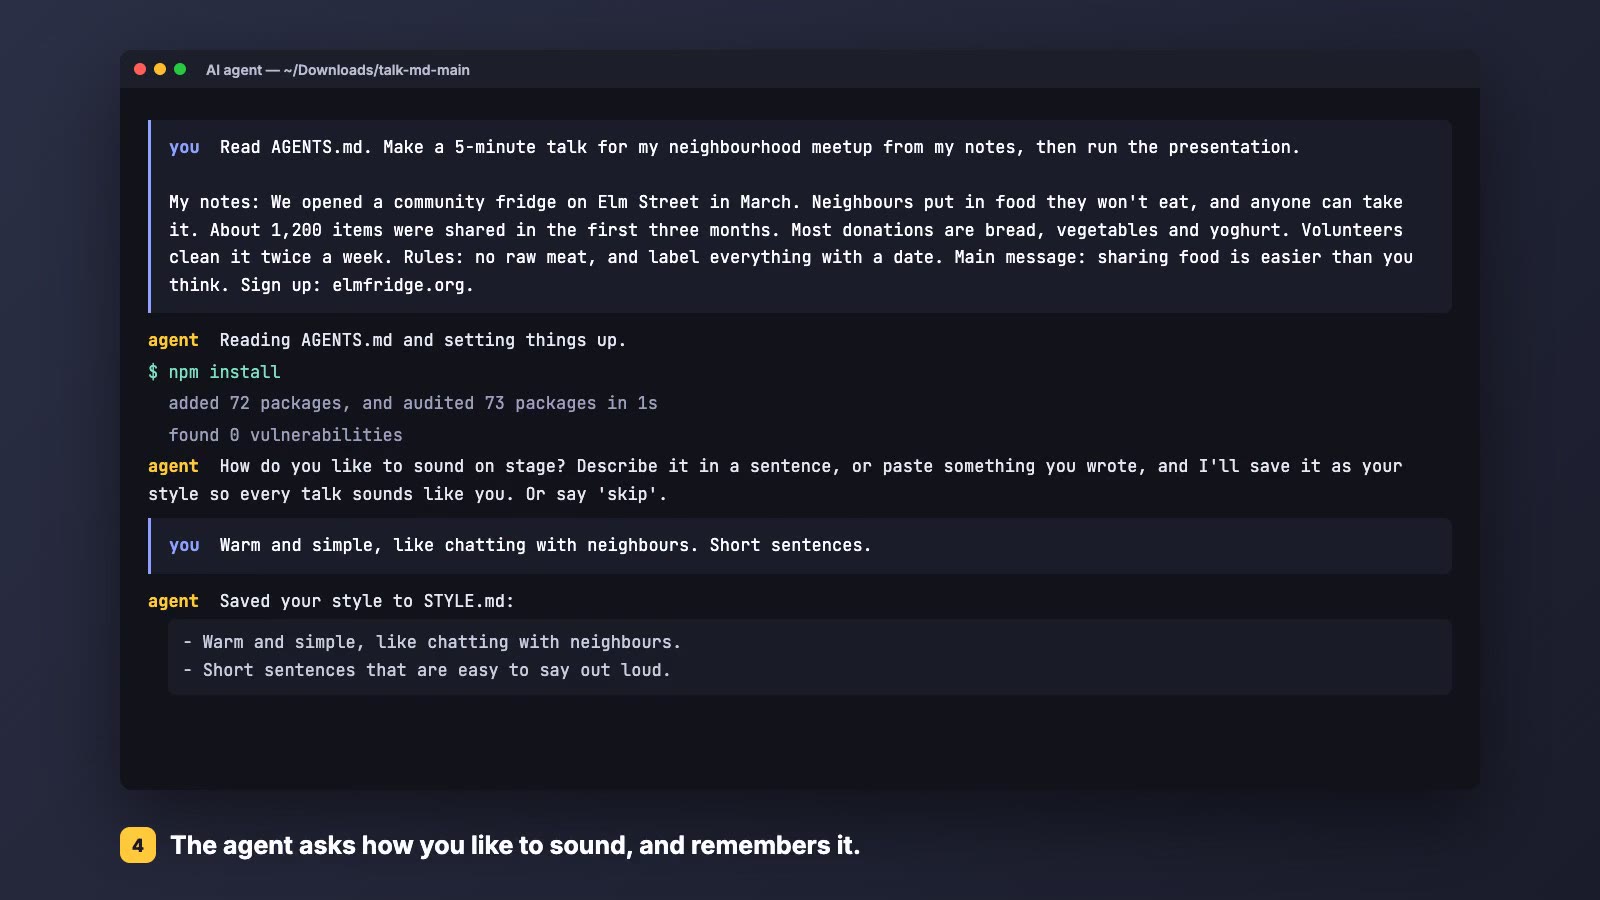 AI agent — ~/Downloads/talk-md-main
you Read AGENTS.md. Make a 5-minute talk for my neighbourhood meetup from my notes, then run the presentation.
My notes: We opened a community fridge on Elm Street in March. Neighbours put in food they won't eat, and anyone can take
it. About 1,200 items were shared in the first three months. Most donations are bread, vegetables and yoghurt. Volunteers
clean it twice a week. Rules: no raw meat, and label everything with a date. Main message: sharing food is easier than you
think. Sign up: elmfridge.org.
agent Reading AGENTS.md and setting things up.
$ npm install
added 72 packages, and audited 73 packages in 1s
found 0 vulnerabilities
agent How do you like to sound on stage? Describe it in a sentence, or paste something you wrote, and I'll save it as your
style so every talk sounds like you. Or say 'skip'.
you Warm and simple, like chatting with neighbours. Short sentences.
agent Saved your style to STYLE.md:
- Warm and simple, like chatting with neighbours.
- Short sentences that are easy to say out loud.
4 The agent asks how you like to sound, and remembers it.